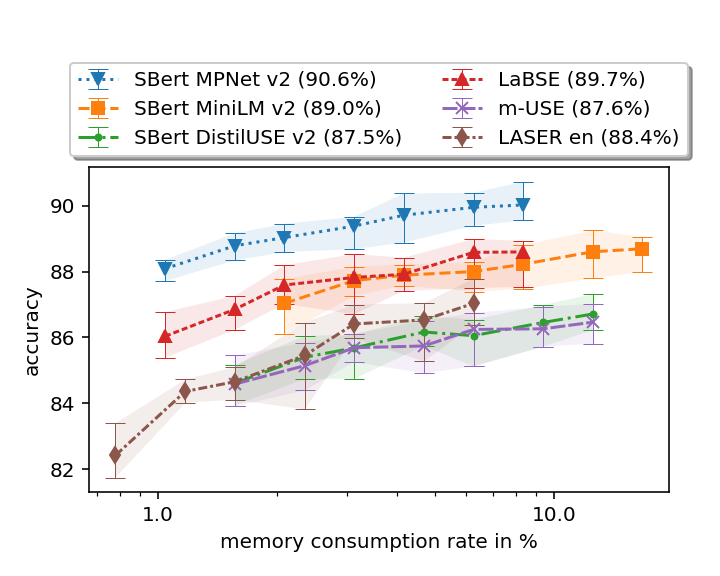 SBert MPNet v2 (90.6%)
SBert MiniLM v2 (89.0%)
SBert DistilUSE v2 (87.5%)
LaBSE (89.7%)
m-USE (87.6%)
LASER en (88.4%)
90
88
86
84
82
accuracy
1.0
10.0
memory consumption rate in %